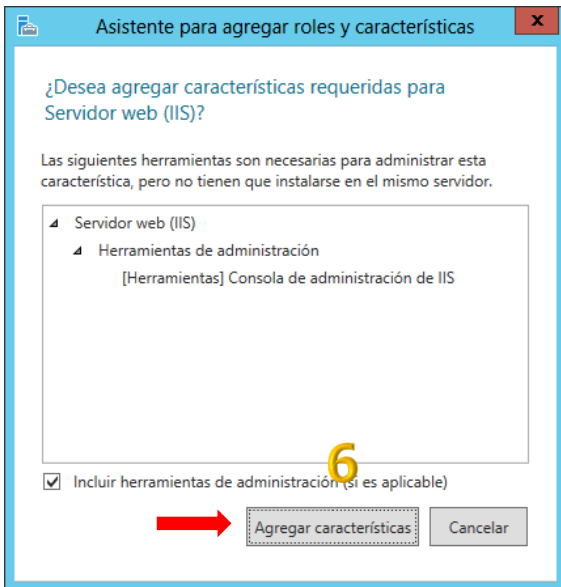 Asistente para agregar roles y características
x
¿Desea agregar características requeridas para
Servidor web (IIS)?
Las siguientes herramientas son necesarias para administrar esta
característica, pero no tienen que instalarse en el mismo servidor.
Servidor web (IIS)
Herramientas de administración
[Herramientas] Consola de administración de IIS
6
Incluir herramientas de administración (si es aplicable)
Agregar características
Cancelar